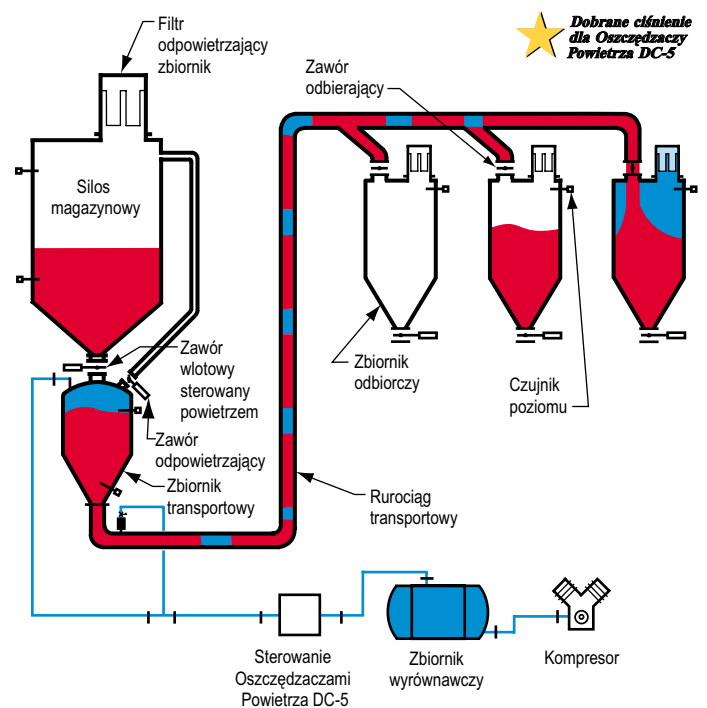 Filtr
odpowietrzający
zbiornik
Dobrane ciśnienie
dla Oszczędzaczy
Powietrza DC-5
Zawór
odbierający
Silos
magazynowy
Zawór
wlotowy
sterowany
powietrzem
Zbiornik
odbiorczy
Czujnik
poziomu
Zawór
odpowietrzający
Zbiornik
transportowy
Rurociąg
transportowy
Sterowanie
Oszczędzaczami
Powietrza DC-5
Zbiornik
wyrównawczy
Kompresor